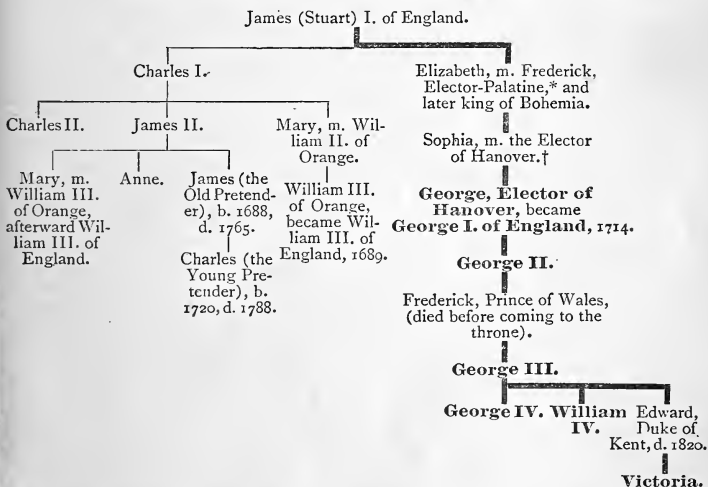 James (Stuart) I. of England.
Charles I.
Elizabeth, m. Frederick,
Elector-Palatine,* and
later king of Bohemia.
Charles II.
James II.
Mary, m. Wil-
liam II. of
Orange.
Sophia, m. the Elector
of Hanover.†
Mary, m.
William III.
of Orange,
afterward Wil-
liam III. of
England.
Anne.
James (the
Old Pretend-
er), b. 1688,
d. 1765.
Charles (the
Young Pre-
tender), b.
1720, d. 1788.
William III.
of Orange,
became Wil-
liam III. of
England, 1689.
George, Elector of
Hanover, became
George I. of England, 1714.
George II.
Frederick, Prince of Wales,
(died before coming to the
throne).
George III.
George IV.
William
IV.
Edward,
Duke of
Kent, d. 1820.
Victoria.